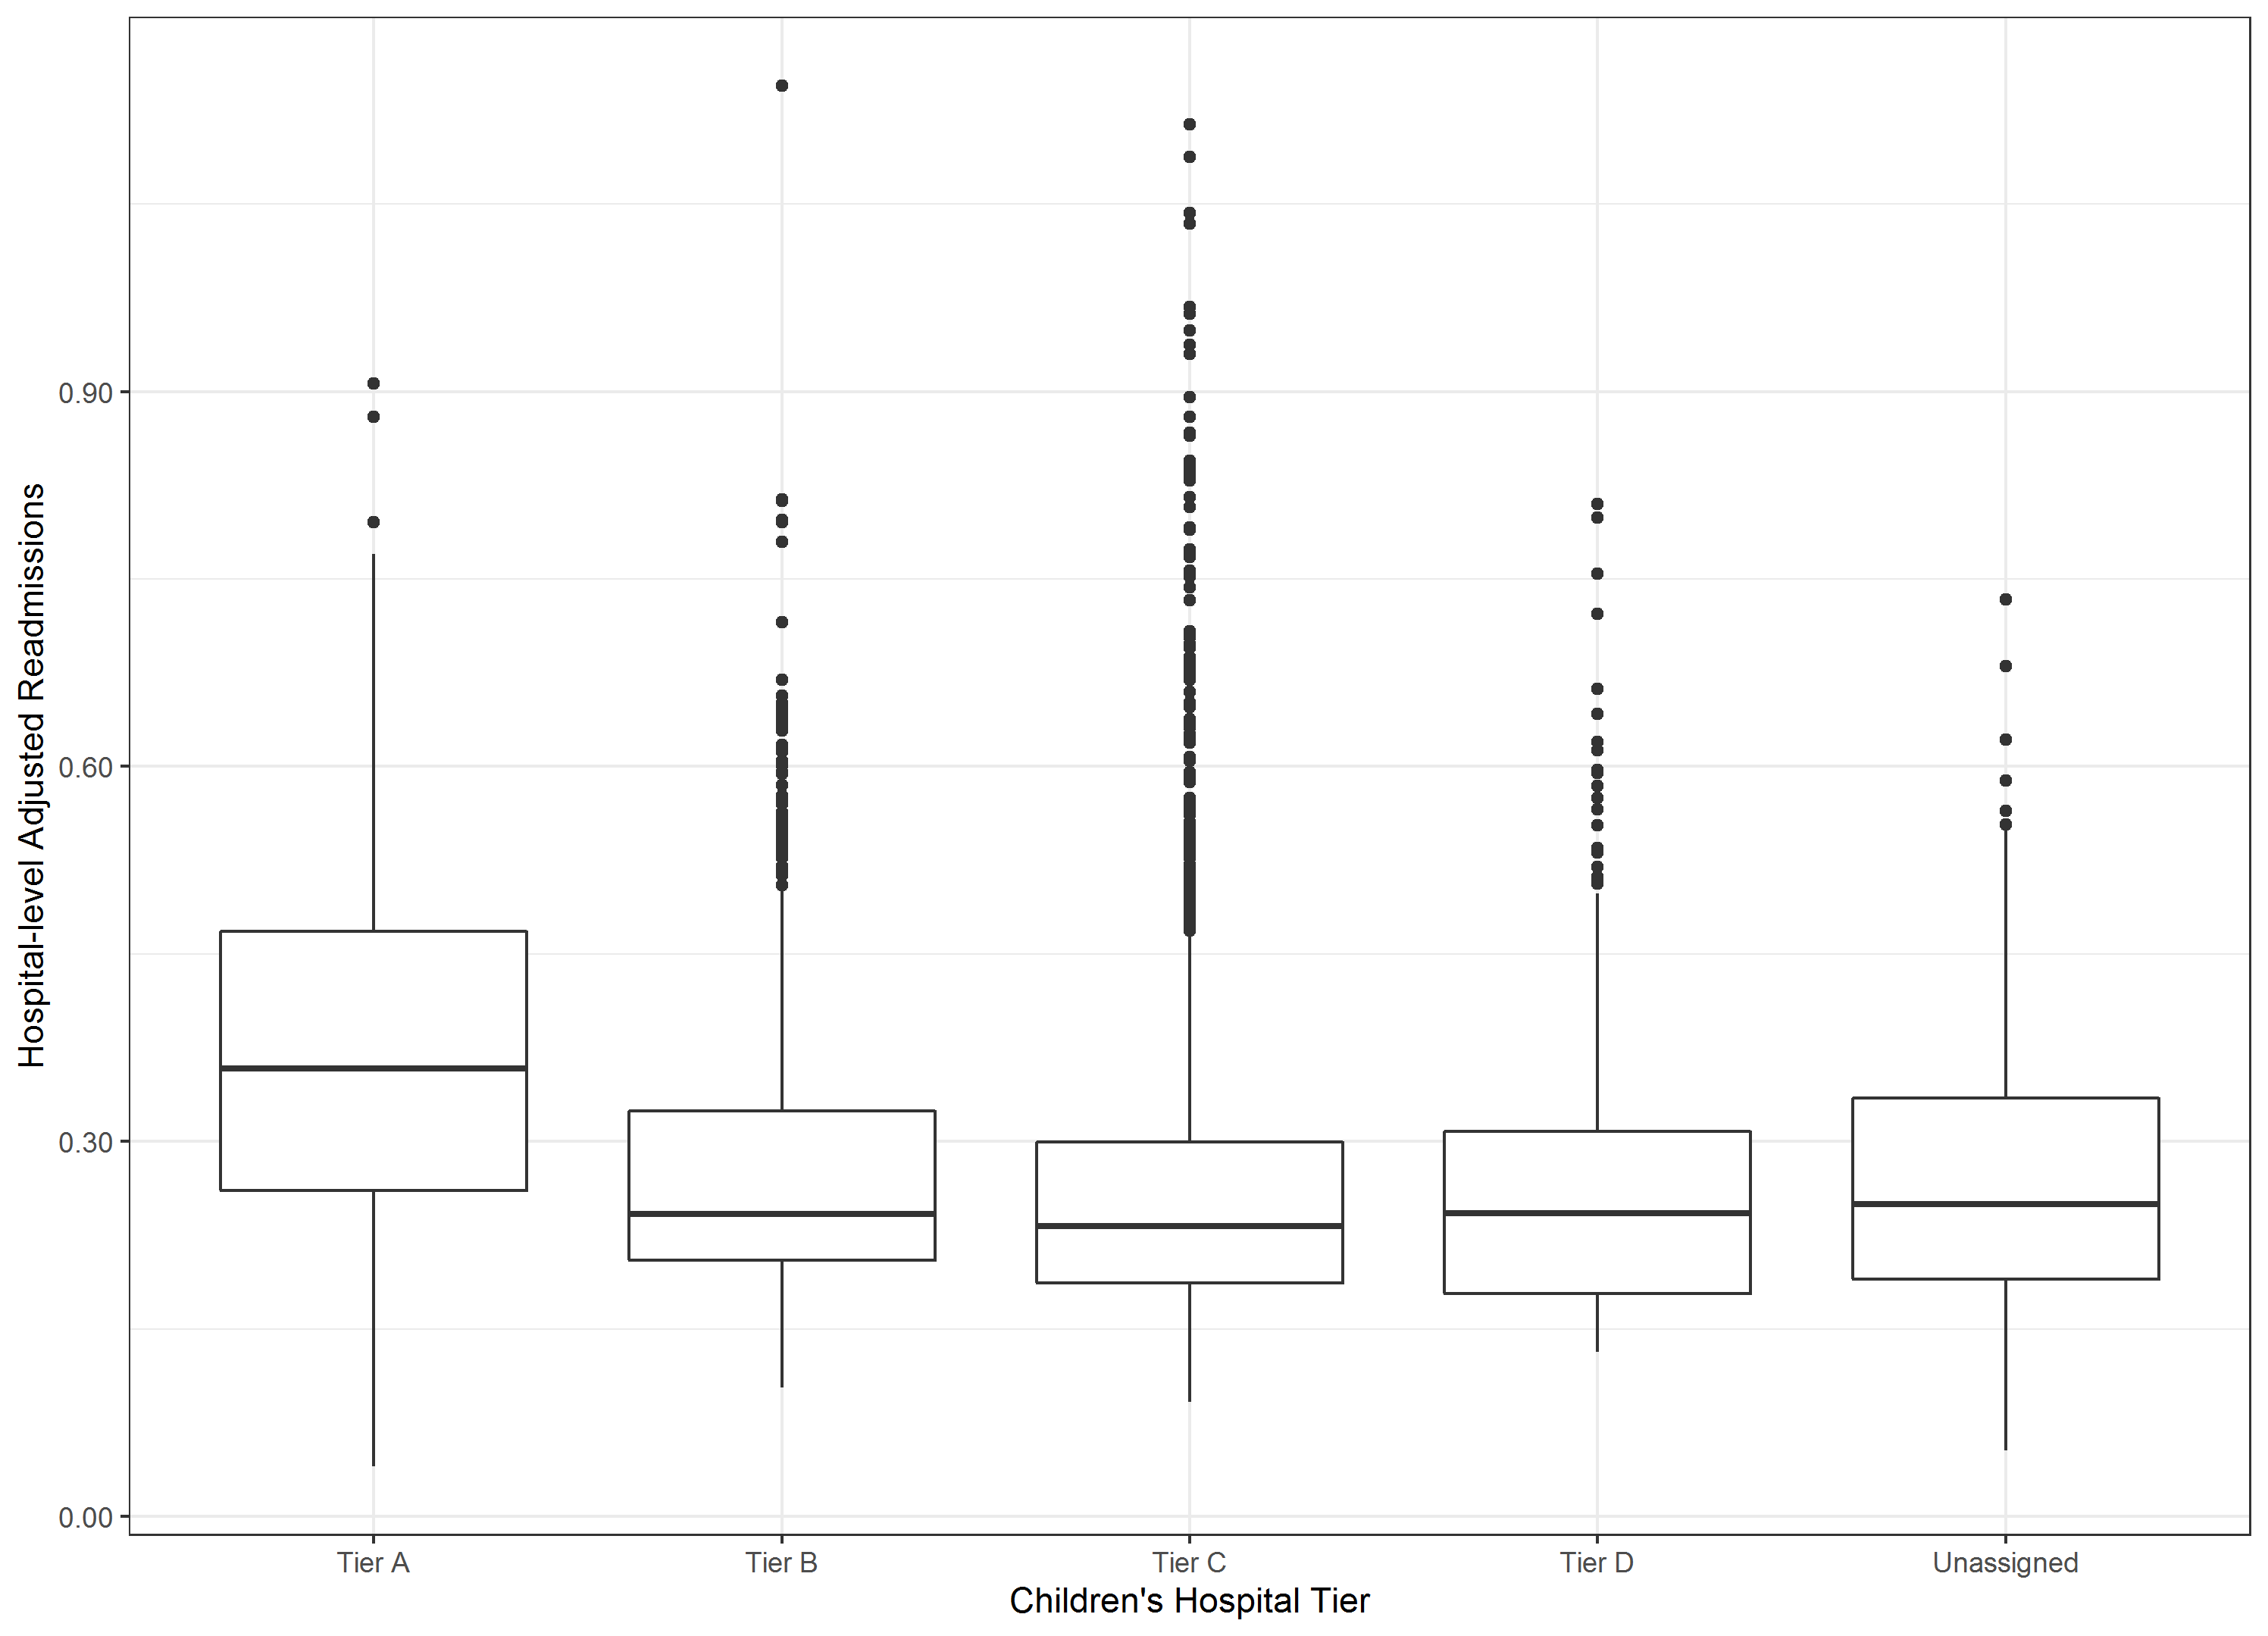 Hospital-level Adjusted Readmissions
0.90
0.60
0.30
0.00
Tier A Tier B Tier C Tier D Unassigned
Children's Hospital Tier